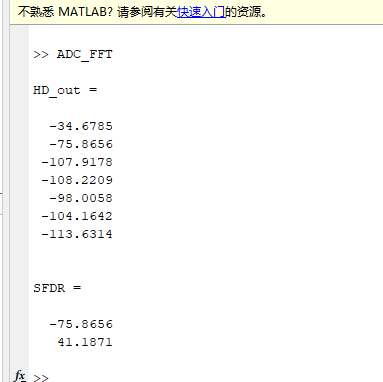 不熟悉 MATLAB? 请参阅有关快速入门的资源。
>> ADC_FFT
HD_out =
-34.6785
-75.8656
-107.9178
-108.2209
-98.0058
-104.1642
-113.6314
SFDR =
-75.8656
41.1871
fx >>